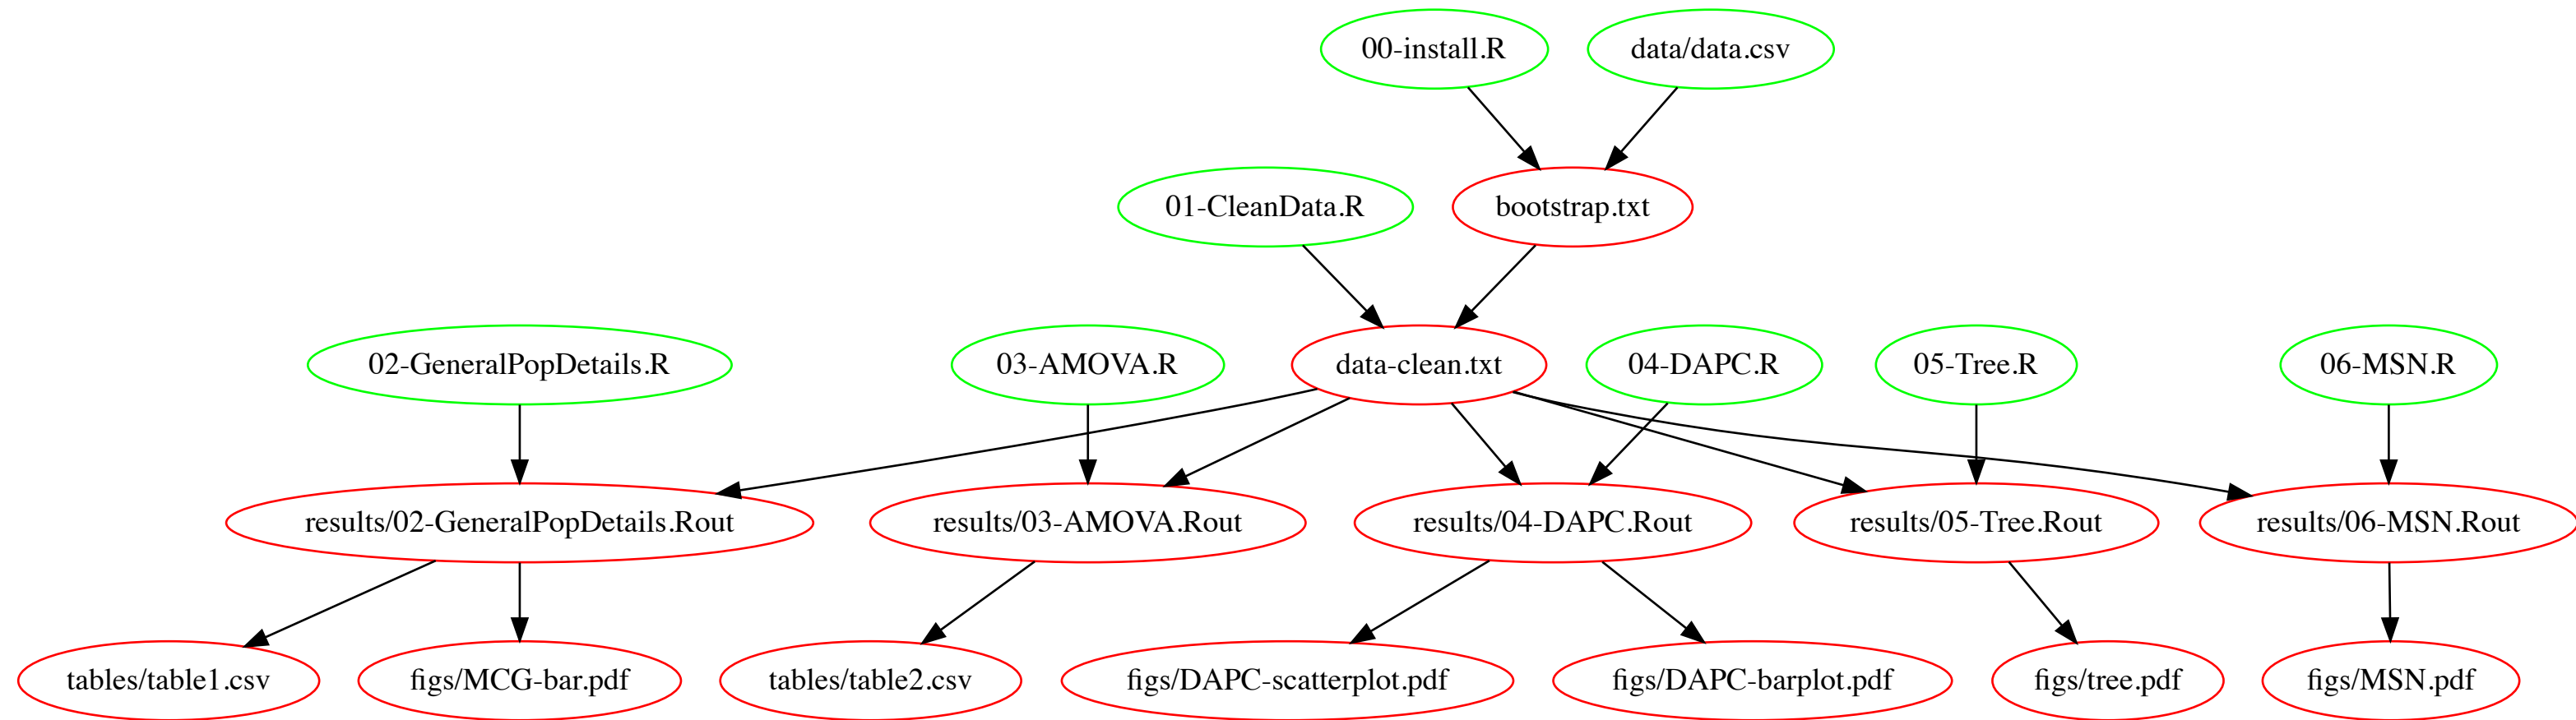 00-install.R
data/data.csv
01-CleanData.R
bootstrap.txt
02-GeneralPopDetails.R
03-AMOVA.R
data-clean.txt
04-DAPC.R
05-Tree.R
06-MSN.R
results/02-GeneralPopDetails.Rout
results/03-AMOVA.Rout
results/04-DAPC.Rout
results/05-Tree.Rout
results/06-MSN.Rout
tables/table1.csv
figs/MCG-bar.pdf
tables/table2.csv
figs/DAPC-scatterplot.pdf
figs/DAPC-barplot.pdf
figs/tree.pdf
figs/MSN.pdf